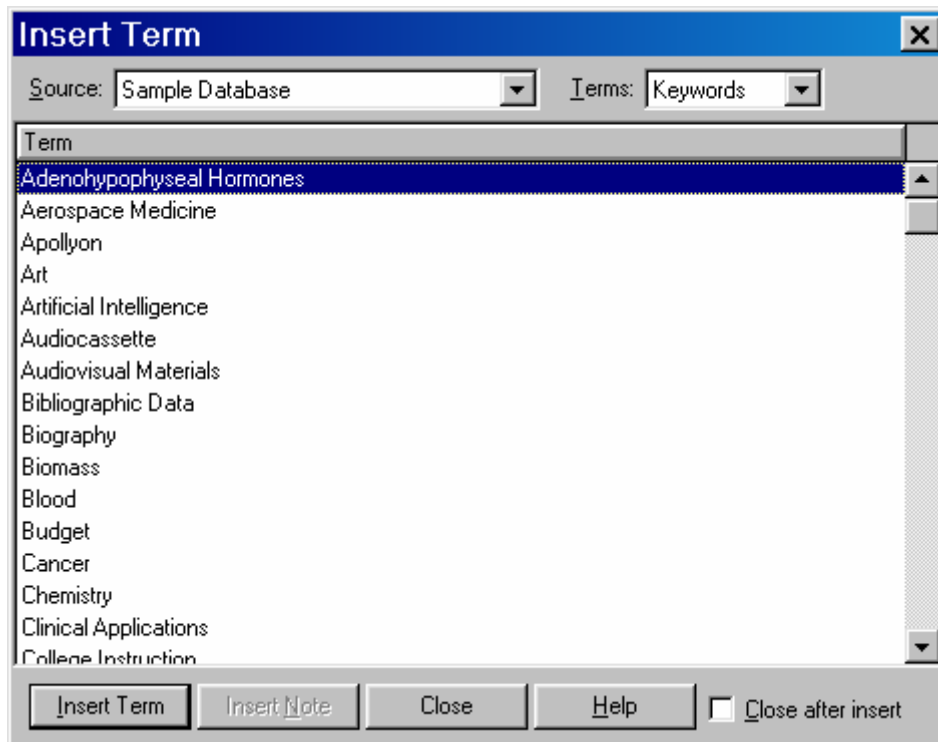 Insert Term
Source: Sample Database Terms: Keywords
Term
Adenohypophyseal Hormones
Aerospace Medicine
Apollyon
Art
Artificial Intelligence
Audiocassette
Audiovisual Materials
Bibliographic Data
Biography
Biomass
Blood
Budget
Cancer
Chemistry
Clinical Applications
College Instruction
Insert Term Insert Note Close Help Close after insert